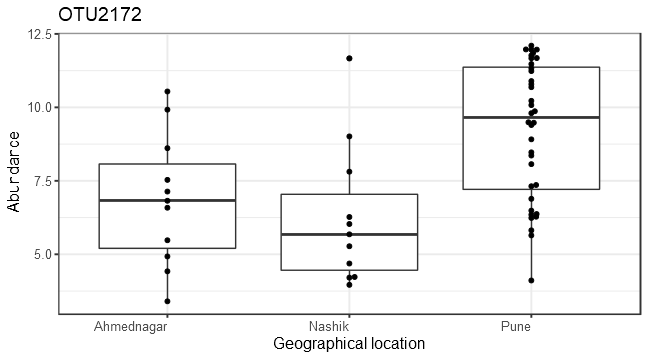 OTU2172
12.5
10.0
7.5
5.0
Abundance
Ahmednagar Nashik Pune
Geographical location